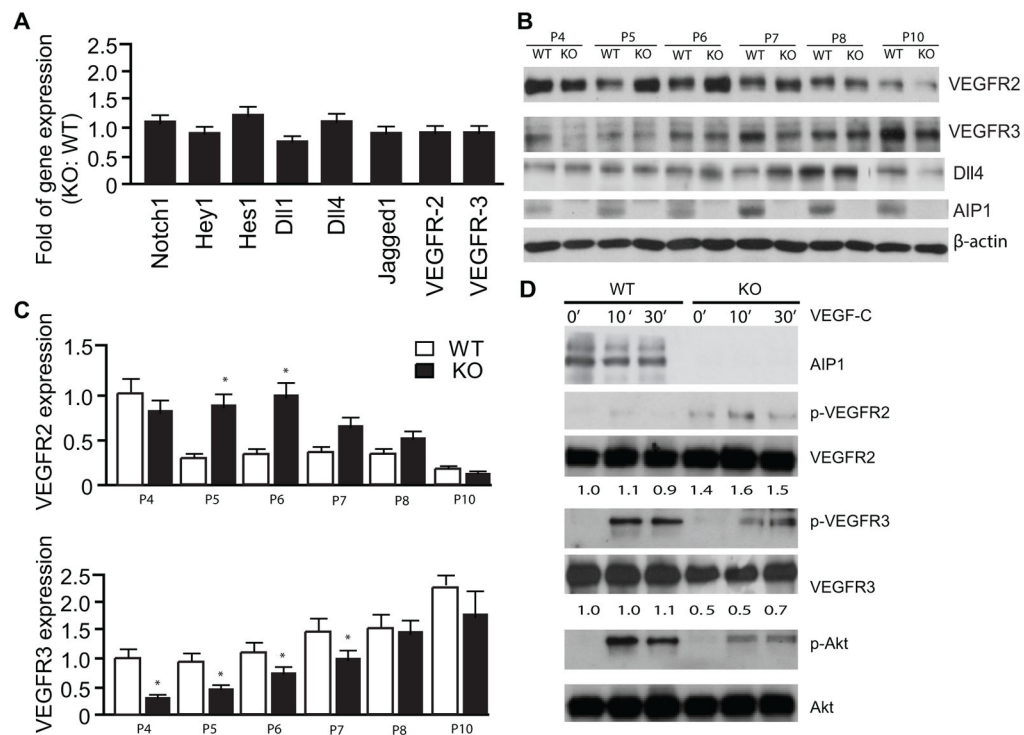 A
Fold of gene expression
(KO: WT)
2.5
2.0
1.5
1.0
0.5
0
Notch1
Hey1
Hes1
Dll1
Dll4
Jagged1
VEGFR-2
VEGFR-3
B
P4 P5 P6 P7 P8 P10
WT KO WT KO WT KO WT KO WT KO WT KO
VEGFR2
VEGFR3
Dll4
AIP1
β-actin
C
VEGFR2 expression
1.5
1.0
0.5
0
WT
KO
* *
P4 P5 P6 P7 P8 P10
VEGFR3 expression
2.5
2.0
1.5
1.0
0.5
0
* * * *
P4 P5 P6 P7 P8 P10
D
WT KO
0' 10' 30' 0' 10' 30' VEGF-C
AIP1
p-VEGFR2
VEGFR2
1.0 1.1 0.9 1.4 1.6 1.5
p-VEGFR3
VEGFR3
1.0 1.0 1.1 0.5 0.5 0.7
p-Akt
Akt